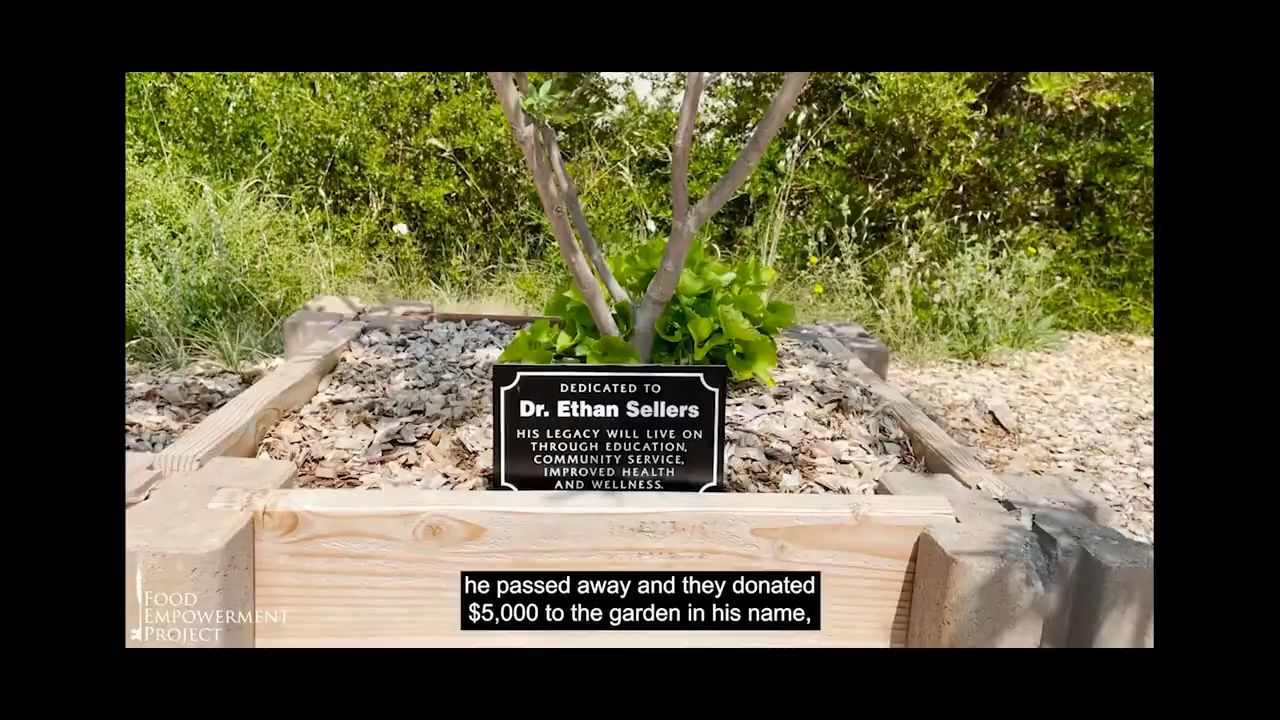 DEDICATED TO
Dr. Ethan Sellers
HIS LEGACY WILL LIVE ON
THROUGH EDUCATION,
COMMUNITY SERVICE,
IMPROVED HEALTH
AND WELLNESS.
he passed away and they donated
$5,000 to the garden in his name,
FOOD
EMPOWERMENT
PROJECT